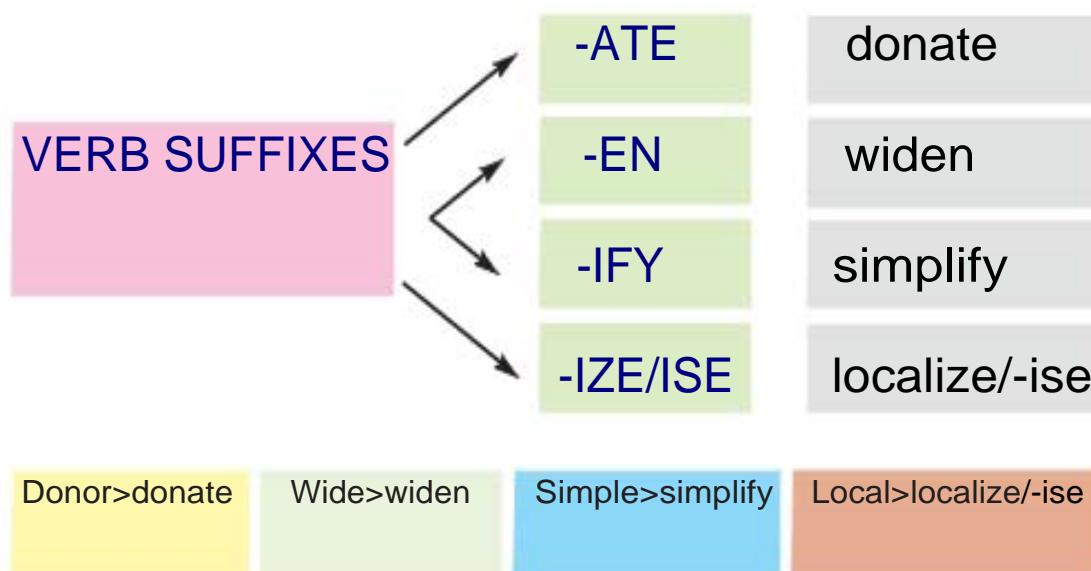 -ATE donate
VERB SUFFIXES -EN widen
-IFY simplify
-IZE/ISE localize/-ise
Donor>donate Wide>widen Simple>simplify Local>localize/-ise